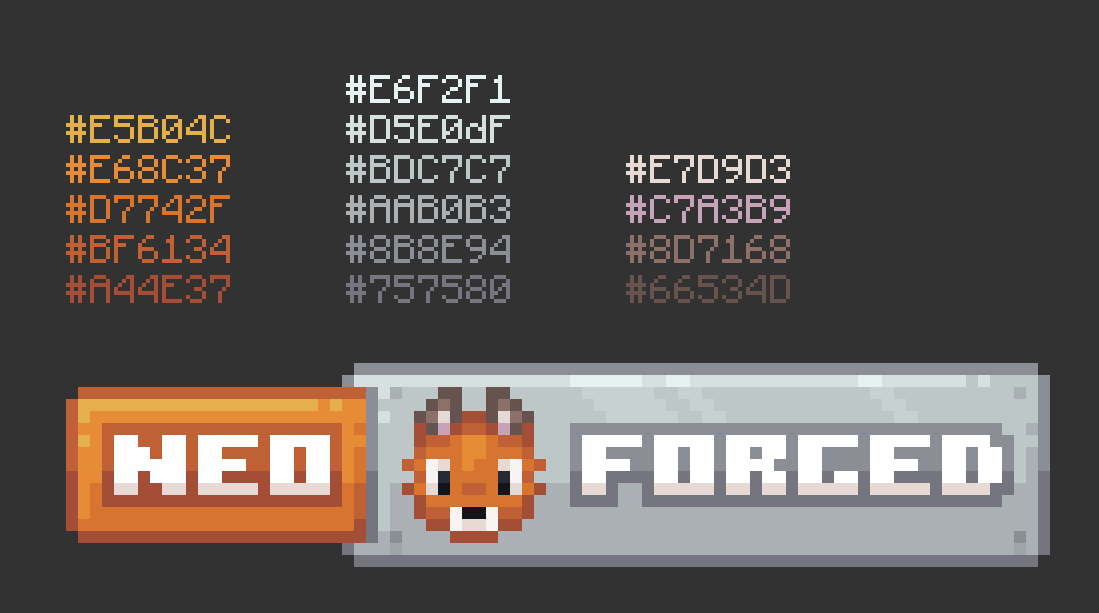 #E5B04C
#E68C37
#D7742F
#BF6134
#A44E37
#E6F2F1
#D5E0dF
#BDC7C7
#AAB0B3
#8B8E94
#757580
#E7D9D3
#C7A3B9
#8D7168
#66534D
NEO FORGED